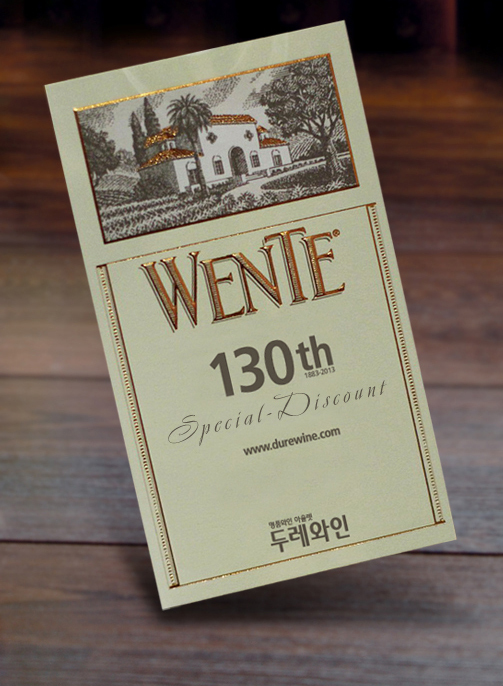 WENTE®
130th
1883-2013
Special-Discount
www.durewine.com
명품와인 아울렛
두레와인